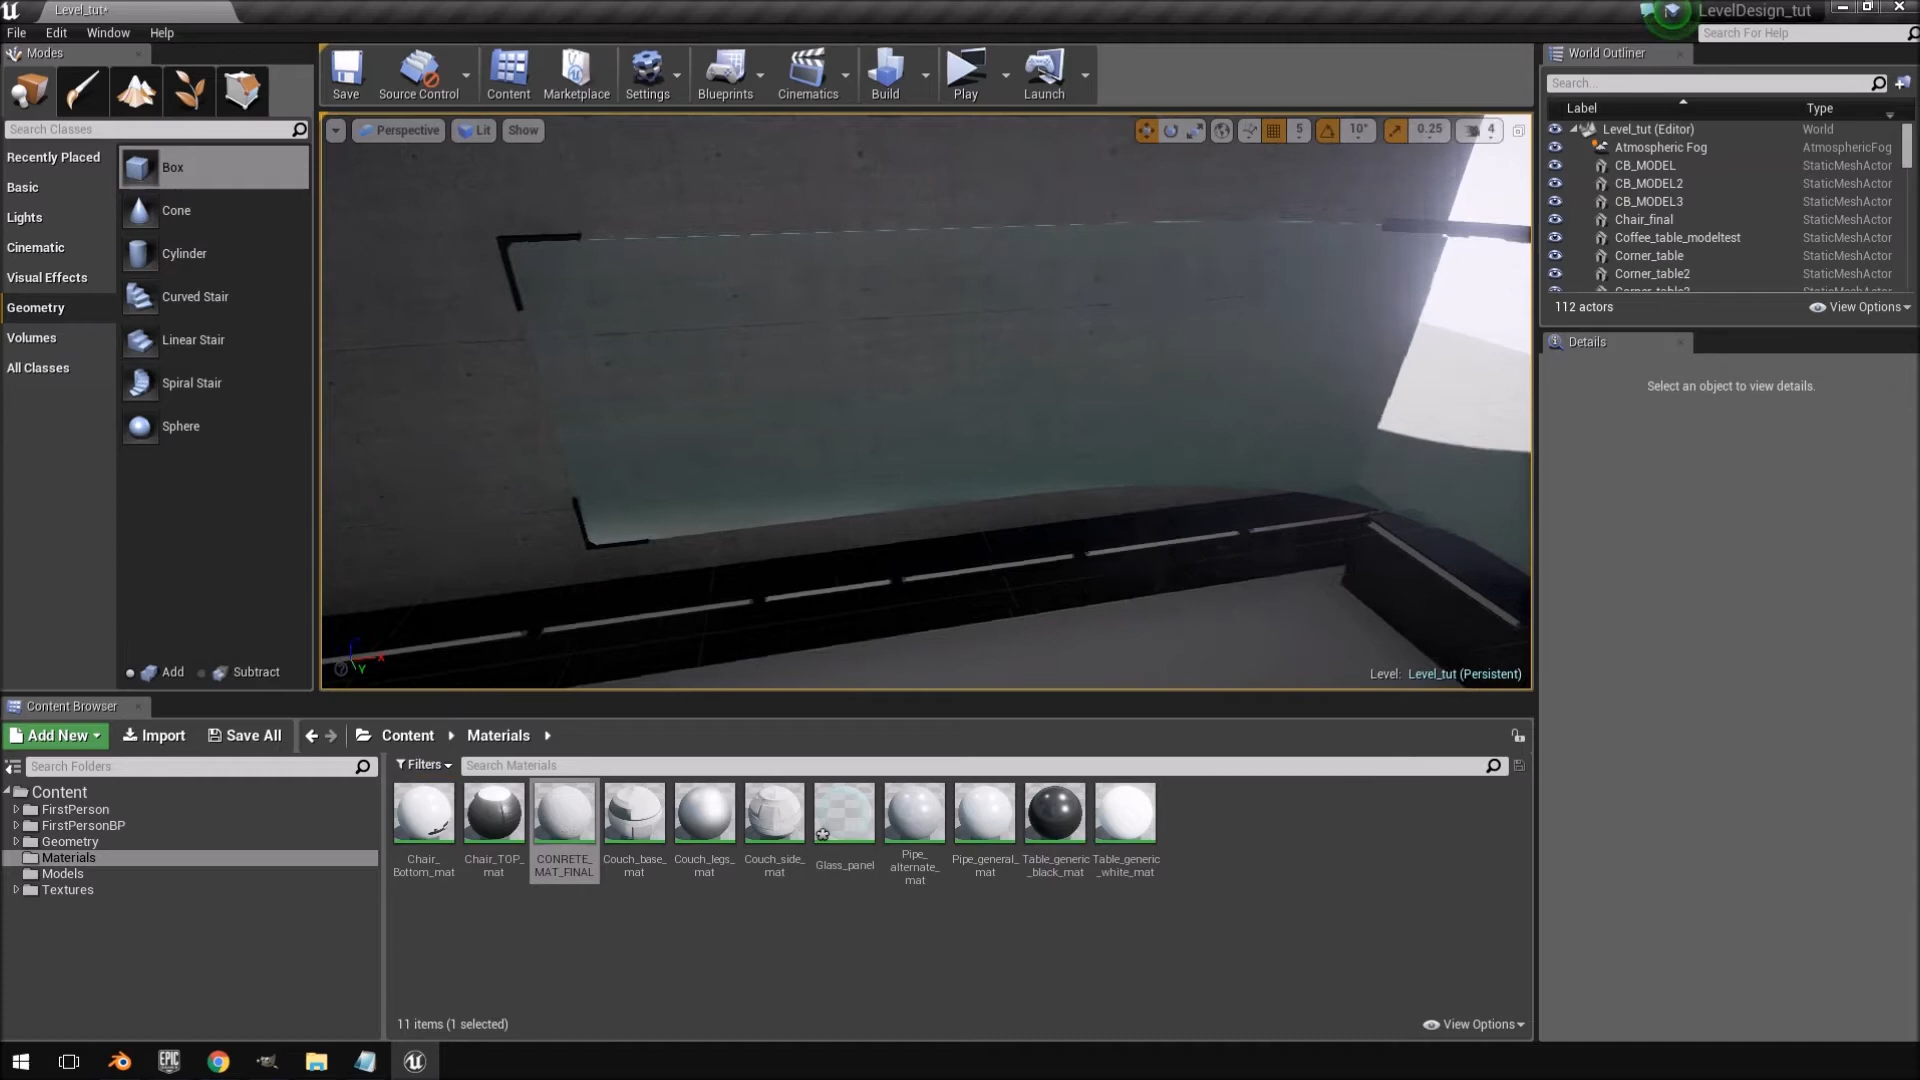 Level_tut*
LevelDesign_tut
File Edit Window Help
Search For Help
Modes
Save
Source Control
Content
Marketplace
Settings
Blueprints
Cinematics
Build
Play
Launch
World Outliner
Search...
Label Type
Level_tut (Editor) World
Atmospheric Fog AtmosphericFog
CB_MODEL StaticMeshActor
CB_MODEL2 StaticMeshActor
CB_MODEL3 StaticMeshActor
Chair_final StaticMeshActor
Coffee_table_modeltest StaticMeshActor
Corner_table StaticMeshActor
Corner_table2 StaticMeshActor
112 actors View Options
Details
Select an object to view details.
Search Classes
Recently Placed
Basic
Lights
Cinematic
Visual Effects
Geometry
Volumes
All Classes
Box
Cone
Cylinder
Curved Stair
Linear Stair
Spiral Stair
Sphere
Add Subtract
Perspective Lit Show
5 10° 0.25 4
X
Y
Level: Level_tut (Persistent)
Content Browser
Add New Import Save All Content Materials
Search Folders
Filters Search Materials
Content
FirstPerson
FirstPersonBP
Geometry
Materials
Models
Textures
Chair_
Bottom_mat
Chair_TOP_
mat
CONRETE_
MAT_FINAL
Couch_base_
mat
Couch_legs_
mat
Couch_side_
mat
Glass_panel
Pipe_
alternate_
mat
Pipe_general_
mat
Table_generic
_black_mat
Table_generic
_white_mat
11 items (1 selected) View Options
EPIC